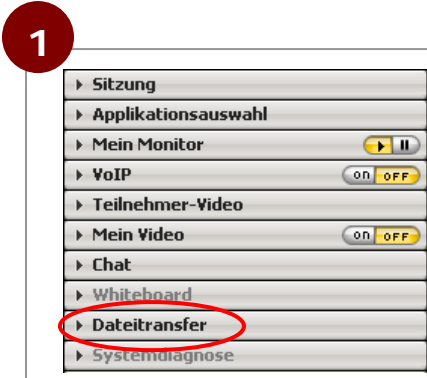 1
Sitzung
Applikationsauswahl
Mein Monitor
VoIP on OFF
Teilnehmer-Video
Mein Video on OFF
Chat
Whiteboard
Dateitransfer
Systemdiagnose